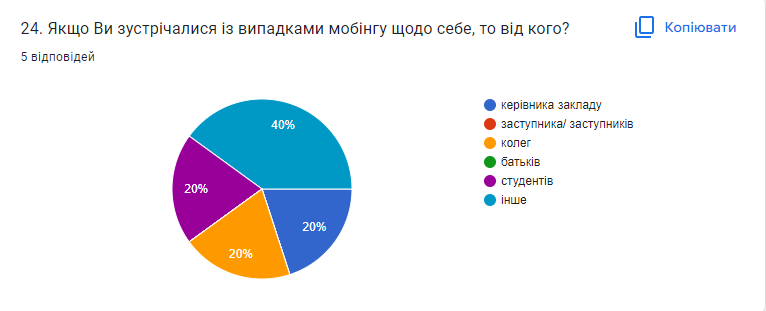 24. Якщо Ви зустрічалися із випадками мобінгу щодо себе, то від кого?
Копіювати
5 відповідей
40%
20%
20%
20%
керівника закладу
заступника/ заступників
колег
батьків
студентів
інше